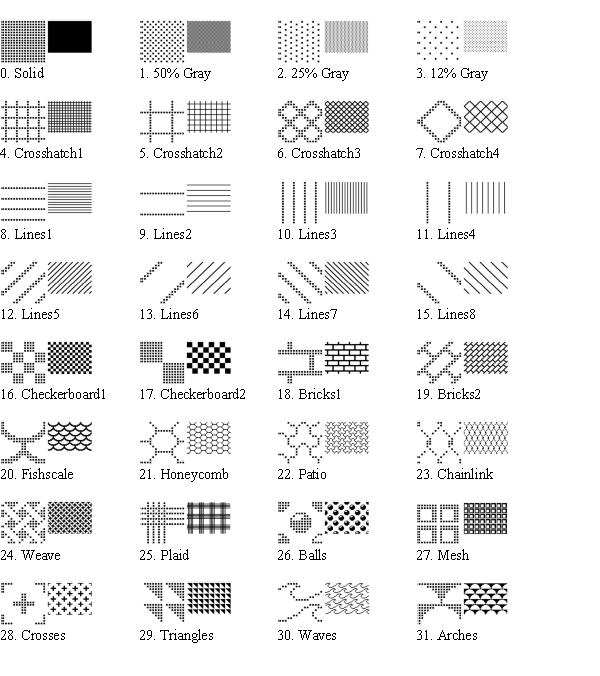 0. Solid
1. 50% Gray
2. 25% Gray
3. 12% Gray
4. Crosshatch1
5. Crosshatch2
6. Crosshatch3
7. Crosshatch4
8. Lines1
9. Lines2
10. Lines3
11. Lines4
12. Lines5
13. Lines6
14. Lines7
15. Lines8
16. Checkerboard1
17. Checkerboard2
18. Bricks1
19. Bricks2
20. Fishscale
21. Honeycomb
22. Patio
23. Chainlink
24. Weave
25. Plaid
26. Balls
27. Mesh
28. Crosses
29. Triangles
30. Waves
31. Arches